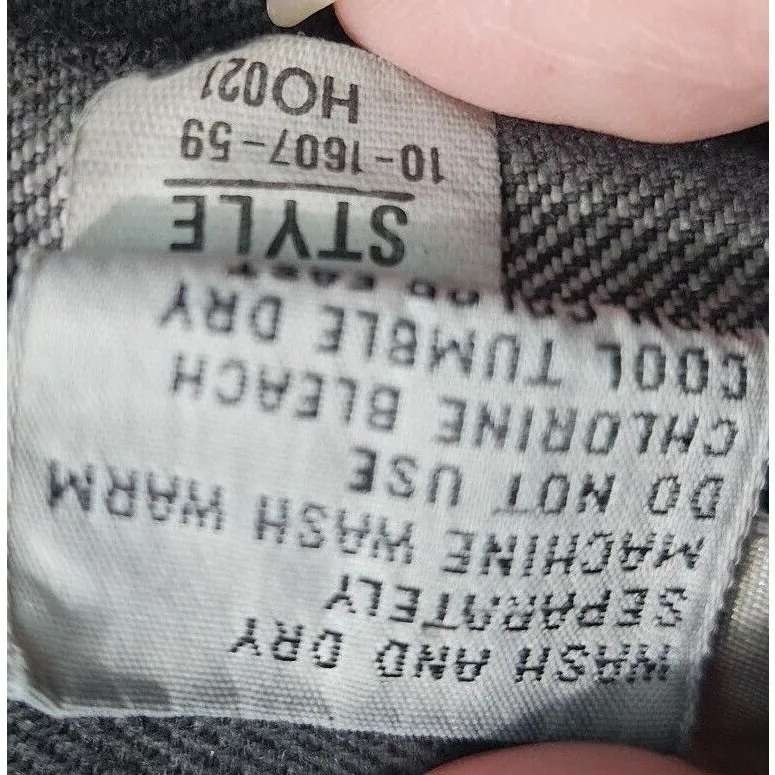 WASH AND DRY
SEPARATELY
MACHINE WASH WARM
DO NOT USE
CHLORINE BLEACH
COOL TUMBLE DRY
STYLE
10-1607-59
HO021